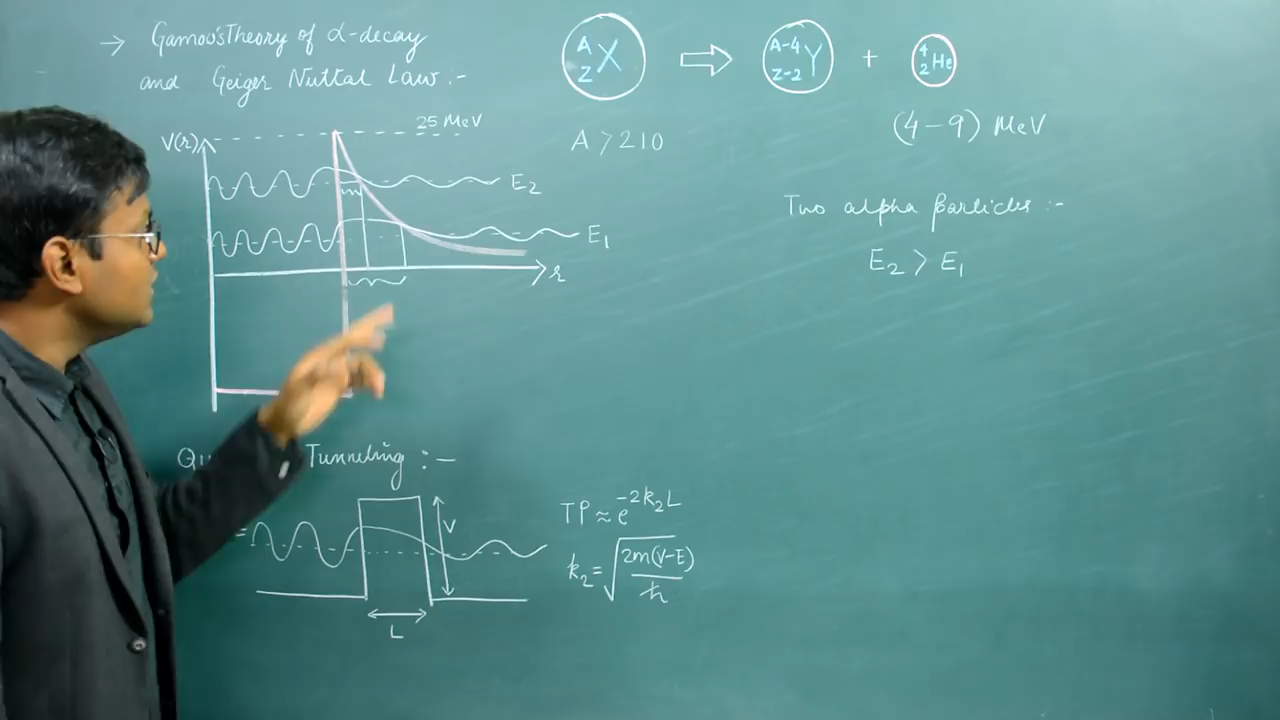 → Gamow's Theory of α-decay
and Geiger Nuttal Law :-
A Z X ⇒ A-4 Z-2 Y + 4 2 He
A > 210
(4-9) MeV
V(r)
25 MeV
E₂
E₁
r
Two alpha particles :-
E₂ > E₁
Tunneling :-
V
L
TP ≈ e^{-2k₂L}
k₂ = √(2m(V-E)/ħ)